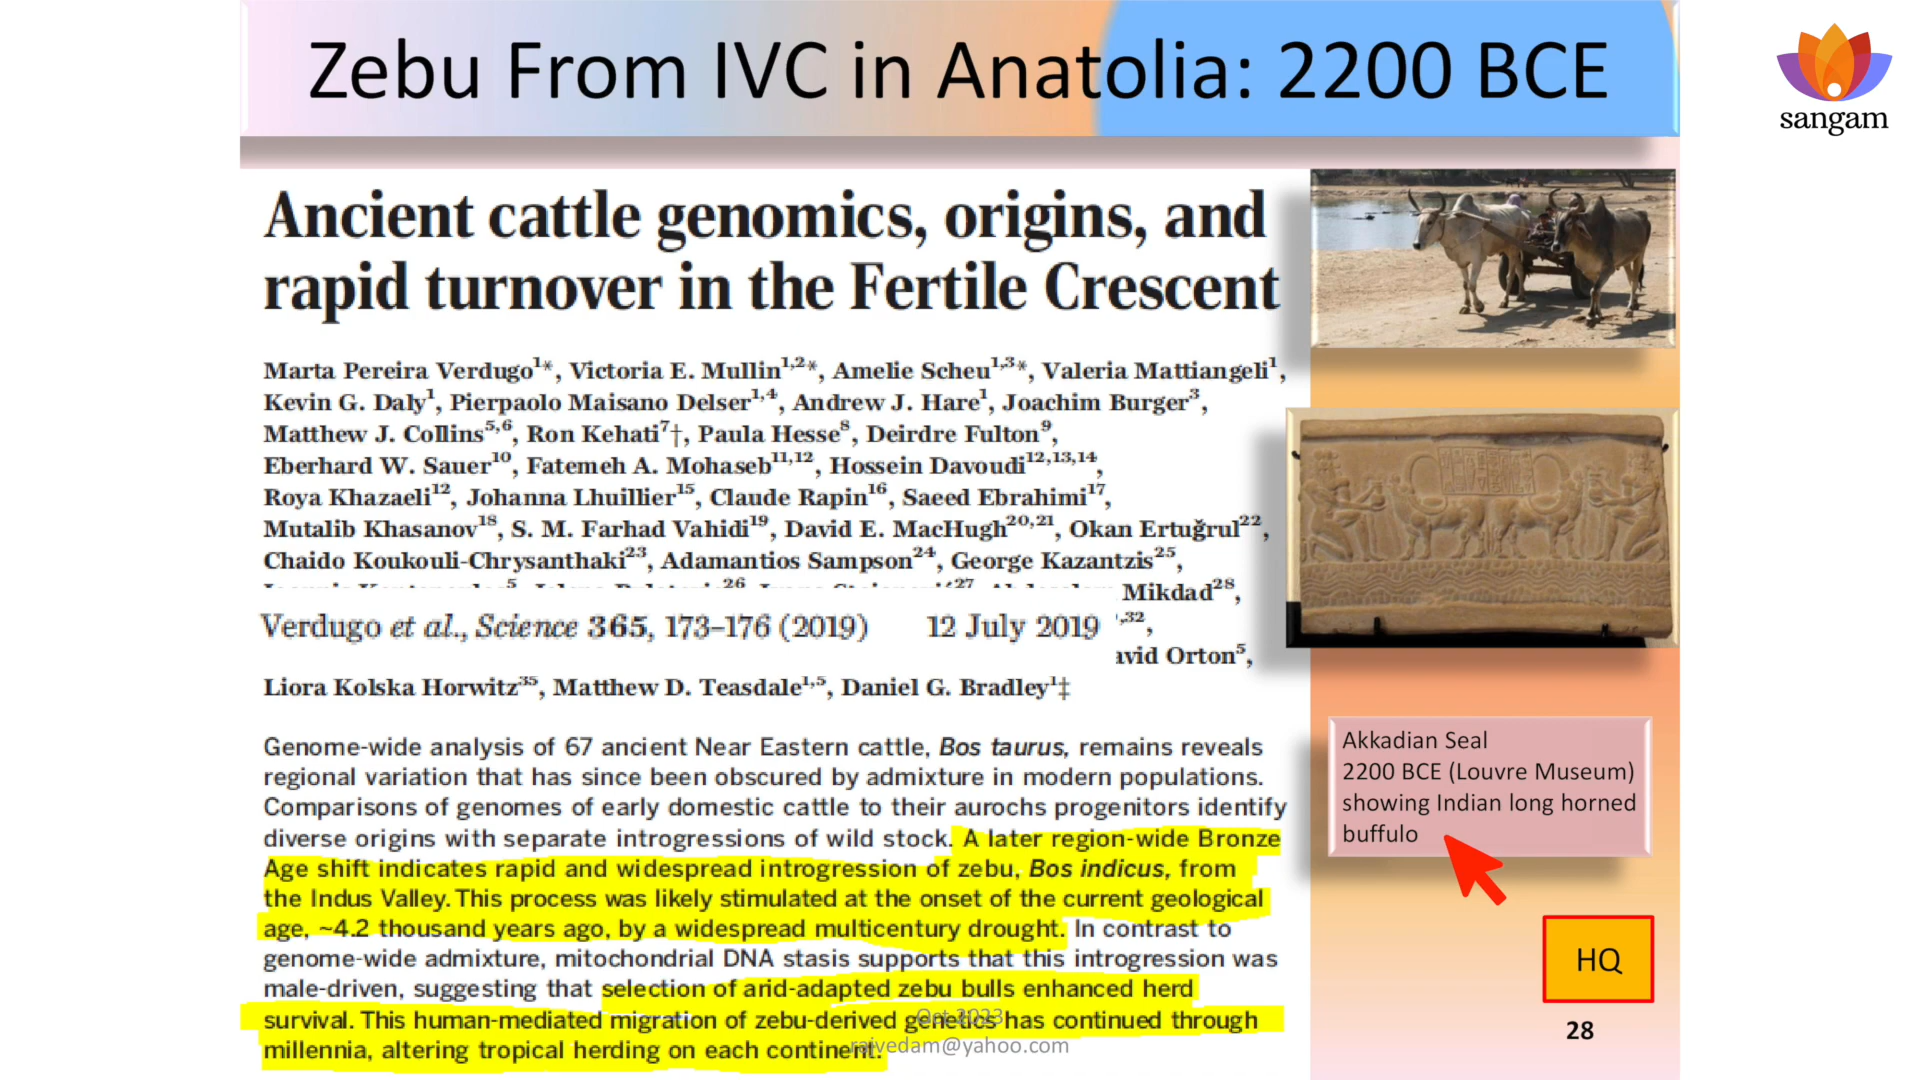 Zebu From IVC in Anatolia: 2200 BCE
sangam
Ancient cattle genomics, origins, and
rapid turnover in the Fertile Crescent
Marta Pereira Verdugo¹*, Victoria E. Mullin¹,²*, Amelie Scheu¹,³*, Valeria Mattiangeli¹,
Kevin G. Daly¹, Pierpaolo Maisano Delser¹,⁴, Andrew J. Hare¹, Joachim Burger³,
Matthew J. Collins⁵,⁶, Ron Kehati⁷†, Paula Hesse⁸, Deirdre Fulton⁹,
Eberhard W. Sauer¹⁰, Fatemeh A. Mohaseb¹¹,¹², Hossein Davoudi¹²,¹³,¹⁴,
Roya Khazaeli¹², Johanna Lhuillier¹⁵, Claude Rapin¹⁶, Saeed Ebrahimi¹⁷,
Mutalib Khasanov¹⁸, S. M. Farhad Vahidi¹⁹, David E. MacHugh²⁰,²¹, Okan Ertuğrul²²,
Chaido Koukouli-Chrysanthaki²³, Adamantios Sampson²⁴, George Kazantzis²⁵,
Mikdad²⁸,
Verdugo et al., Science 365, 173–176 (2019) 12 July 2019 ,³²,
avid Orton⁵,
Liora Kolska Horwitz³⁵, Matthew D. Teasdale¹,⁵, Daniel G. Bradley¹‡
Genome-wide analysis of 67 ancient Near Eastern cattle, Bos taurus, remains reveals
regional variation that has since been obscured by admixture in modern populations.
Comparisons of genomes of early domestic cattle to their aurochs progenitors identify
diverse origins with separate introgressions of wild stock. A later region-wide Bronze
Age shift indicates rapid and widespread introgression of zebu, Bos indicus, from
the Indus Valley. This process was likely stimulated at the onset of the current geological
age, ~4.2 thousand years ago, by a widespread multicentury drought. In contrast to
genome-wide admixture, mitochondrial DNA stasis supports that this introgression was
male-driven, suggesting that selection of arid-adapted zebu bulls enhanced herd
survival. This human-mediated migration of zebu-derived genetics has continued through
millennia, altering tropical herding on each continent.
Oct 2023
rajvedam@yahoo.com
Akkadian Seal
2200 BCE (Louvre Museum)
showing Indian long horned
buffulo
HQ
28